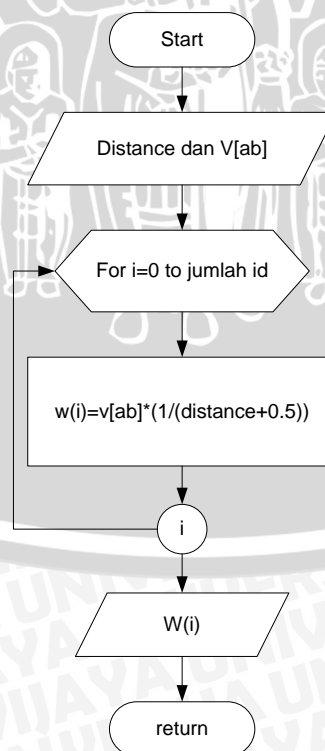 Start
Distance dan V[ab]
For i=0 to jumlah id
w(i)=v[ab]*(1/(distance+0.5))
i
W(i)
return